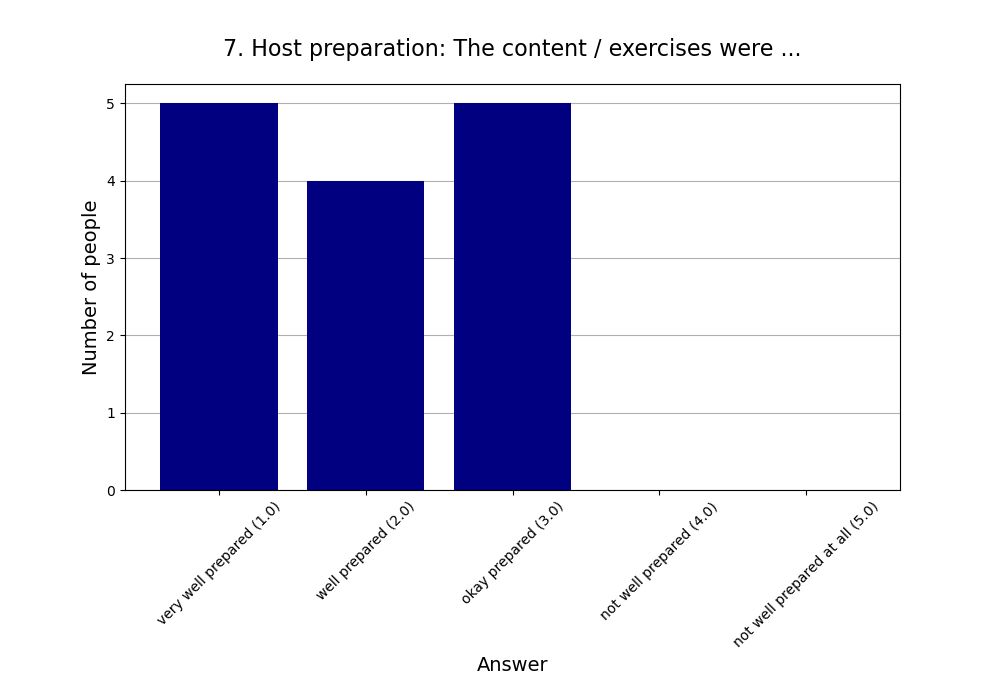 7. Host preparation: The content / exercises were ...
Number of people
5
4
3
2
1
0
very well prepared (1.0)
well prepared (2.0)
okay prepared (3.0)
not well prepared (4.0)
not well prepared at all (5.0)
Answer